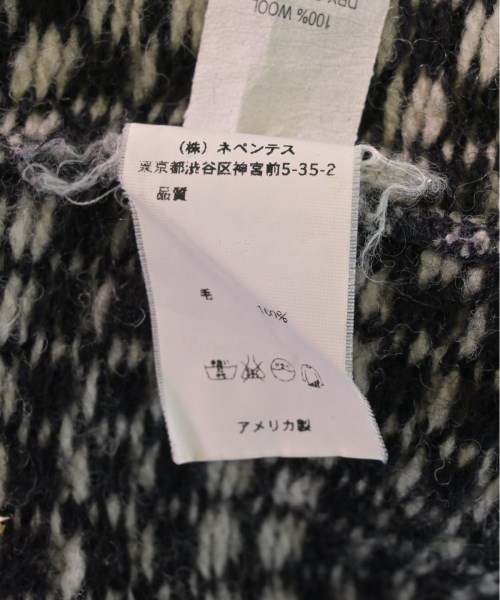 100% WOOL
(株) ネペンテス
東京都渋谷区神宮前5-35-2
品質
毛 100%
アメリカ製